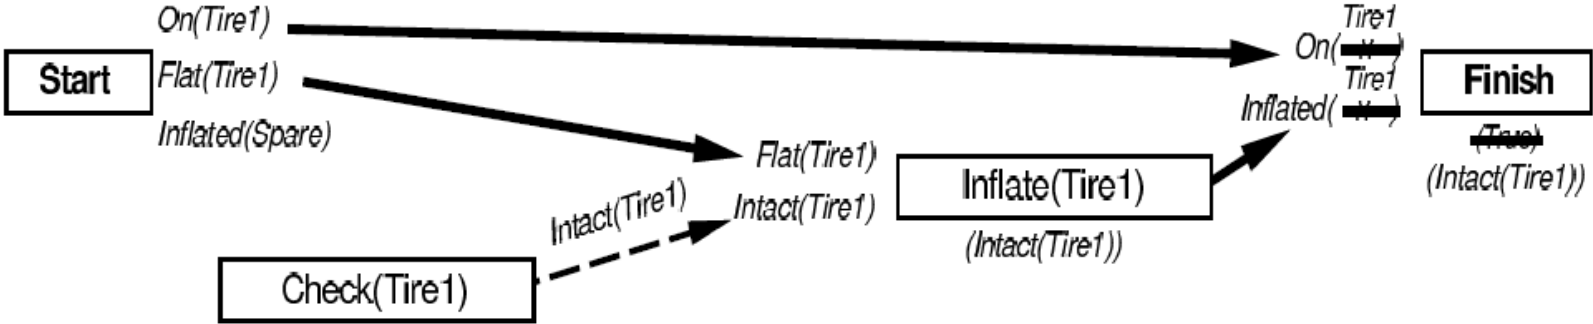 Start
On(Tire1)
Flat(Tire1)
Inflated(Spare)
Check(Tire1)
Intact(Tire1)
Flat(Tire1)
Intact(Tire1)
Inflate(Tire1)
(Intact(Tire1))
Tire1
On( x )
Tire1
Inflated( x )
Finish
(True)
(Intact(Tire1))